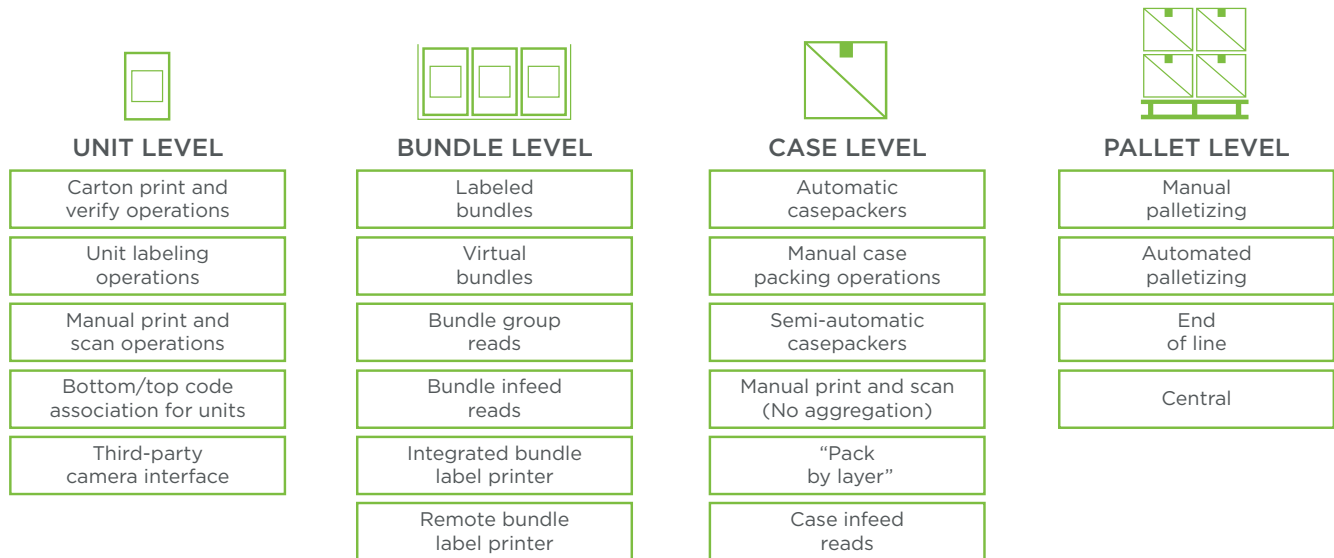 UNIT LEVEL
Carton print and
verify operations
Unit labeling
operations
Manual print and
scan operations
Bottom/top code
association for units
Third-party
camera interface
BUNDLE LEVEL
Labeled
bundles
Virtual
bundles
Bundle group
reads
Bundle infeed
reads
Integrated bundle
label printer
Remote bundle
label printer
CASE LEVEL
Automatic
casepackers
Manual case
packing operations
Semi-automatic
casepackers
Manual print and scan
(No aggregation)
“Pack
by layer”
Case infeed
reads
PALLET LEVEL
Manual
palletizing
Automated
palletizing
End
of line
Central